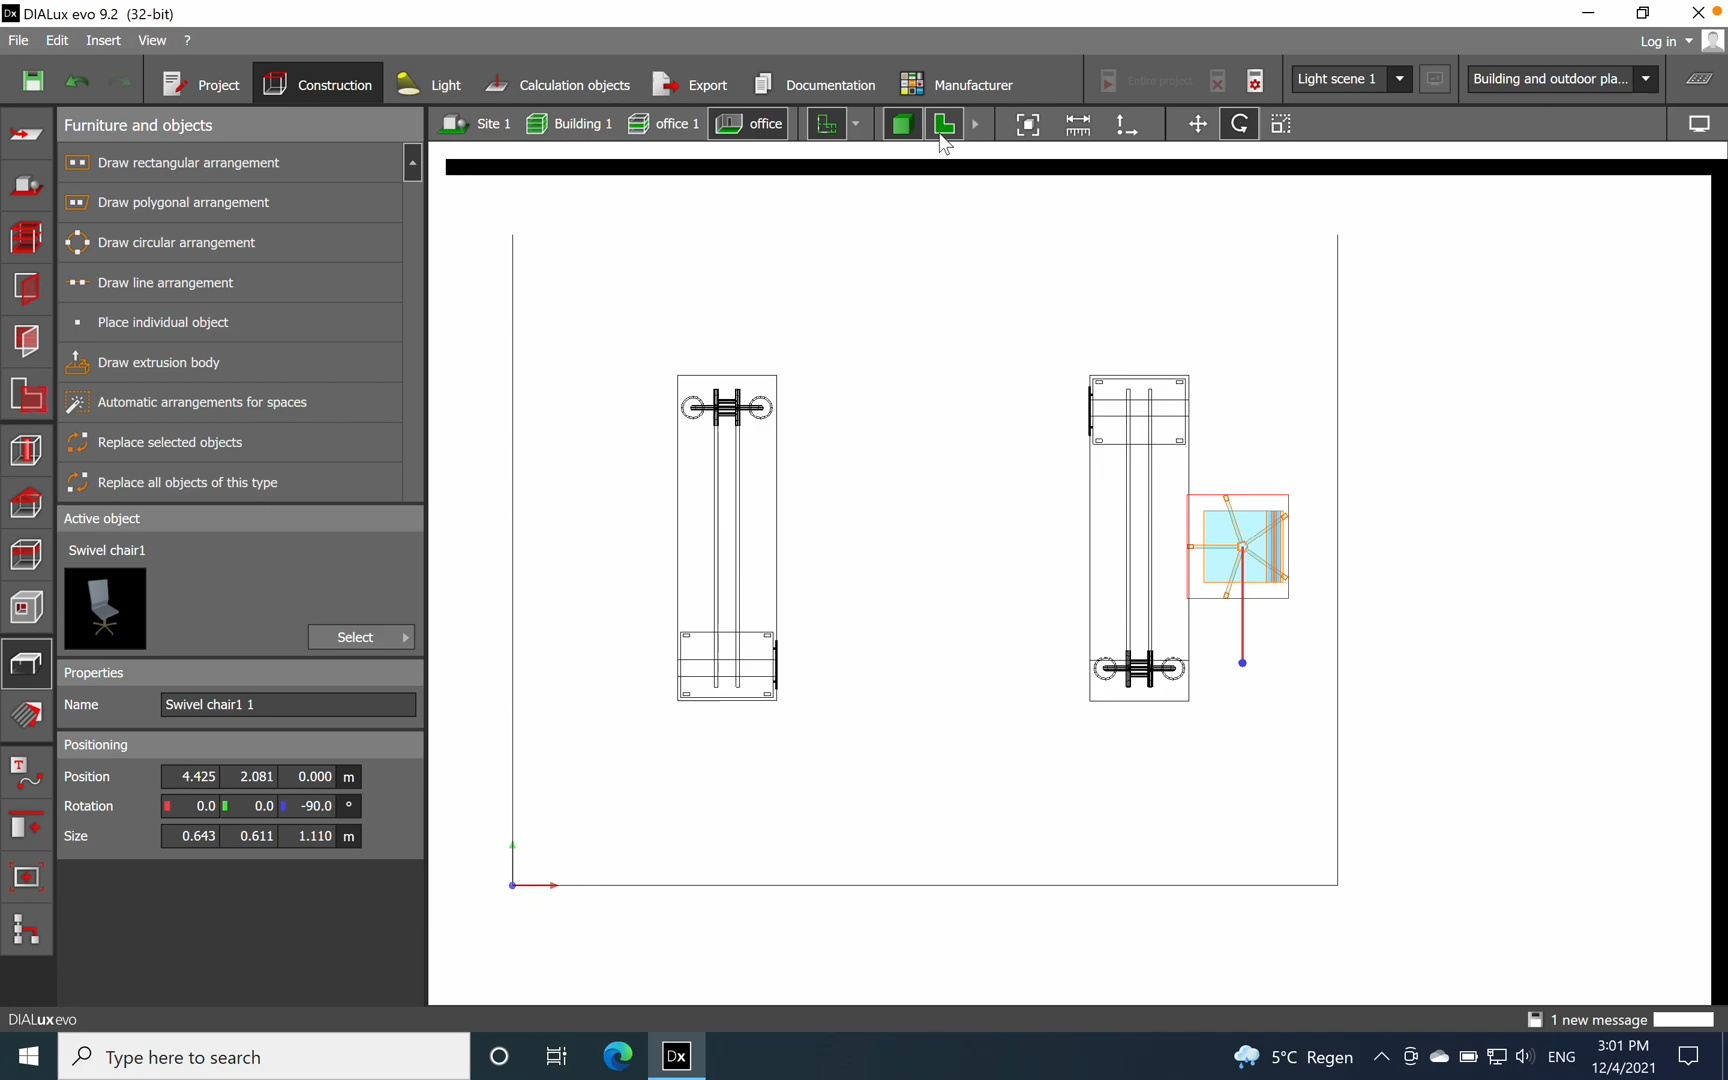 Dx DIALux evo 9.2 (32-bit)
File Edit Insert View ? Log in
Project Construction Light Calculation objects Export Documentation Manufacturer Entire project Light scene 1 Building and outdoor pla...
Furniture and objects Site 1 Building 1 office 1 office
Draw rectangular arrangement
Draw polygonal arrangement
Draw circular arrangement
Draw line arrangement
Place individual object
Draw extrusion body
Automatic arrangements for spaces
Replace selected objects
Replace all objects of this type
Active object
Swivel chair1
Select
Properties
Name Swivel chair1 1
Positioning
Position 4.425 2.081 0.000 m
Rotation 0.0 0.0 -90.0 °
Size 0.643 0.611 1.110 m
T
DIALux evo 1 new message
Type here to search Dx 5°C Regen ENG 3:01 PM
12/4/2021